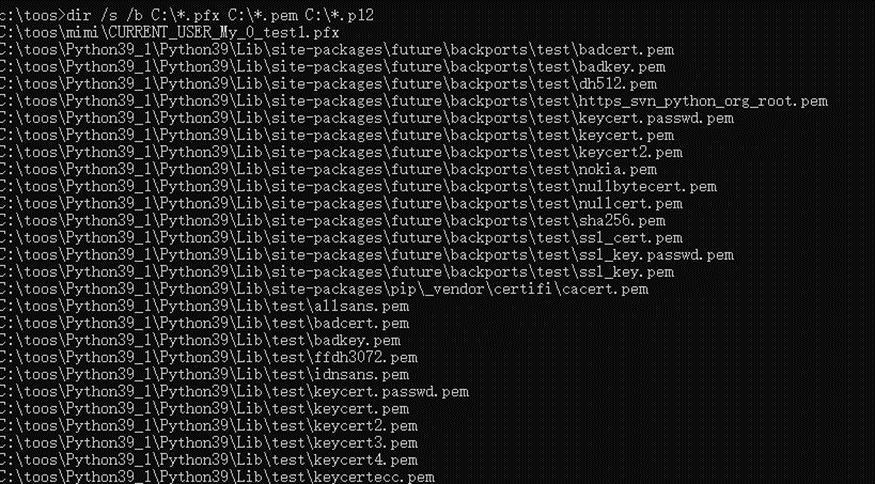 c:\toos>dir /s /b C:\*.pfx C:\*.pem C:\*.p12
C:\toos\mimi\CURRENT_USER_My_0_test1.pfx
C:\toos\Python39_1\Python39\Lib\site-packages\future\backports\test\badcert.pem
C:\toos\Python39_1\Python39\Lib\site-packages\future\backports\test\badkey.pem
C:\toos\Python39_1\Python39\Lib\site-packages\future\backports\test\dh512.pem
C:\toos\Python39_1\Python39\Lib\site-packages\future\backports\test\https_svn_python_org_root.pem
C:\toos\Python39_1\Python39\Lib\site-packages\future\backports\test\keycert.passwd.pem
C:\toos\Python39_1\Python39\Lib\site-packages\future\backports\test\keycert.pem
C:\toos\Python39_1\Python39\Lib\site-packages\future\backports\test\keycert2.pem
C:\toos\Python39_1\Python39\Lib\site-packages\future\backports\test\nokia.pem
C:\toos\Python39_1\Python39\Lib\site-packages\future\backports\test\nullbytecert.pem
C:\toos\Python39_1\Python39\Lib\site-packages\future\backports\test\nullcert.pem
C:\toos\Python39_1\Python39\Lib\site-packages\future\backports\test\sha256.pem
C:\toos\Python39_1\Python39\Lib\site-packages\future\backports\test\ssl_cert.pem
C:\toos\Python39_1\Python39\Lib\site-packages\future\backports\test\ssl_key.passwd.pem
C:\toos\Python39_1\Python39\Lib\site-packages\future\backports\test\ssl_key.pem
C:\toos\Python39_1\Python39\Lib\site-packages\pip\_vendor\certifi\cacert.pem
C:\toos\Python39_1\Python39\Lib\test\allsans.pem
C:\toos\Python39_1\Python39\Lib\test\badcert.pem
C:\toos\Python39_1\Python39\Lib\test\badkey.pem
C:\toos\Python39_1\Python39\Lib\test\ffdh3072.pem
C:\toos\Python39_1\Python39\Lib\test\idnsans.pem
C:\toos\Python39_1\Python39\Lib\test\keycert.passwd.pem
C:\toos\Python39_1\Python39\Lib\test\keycert.pem
C:\toos\Python39_1\Python39\Lib\test\keycert2.pem
C:\toos\Python39_1\Python39\Lib\test\keycert3.pem
C:\toos\Python39_1\Python39\Lib\test\keycert4.pem
C:\toos\Python39_1\Python39\Lib\test\keycertecc.pem